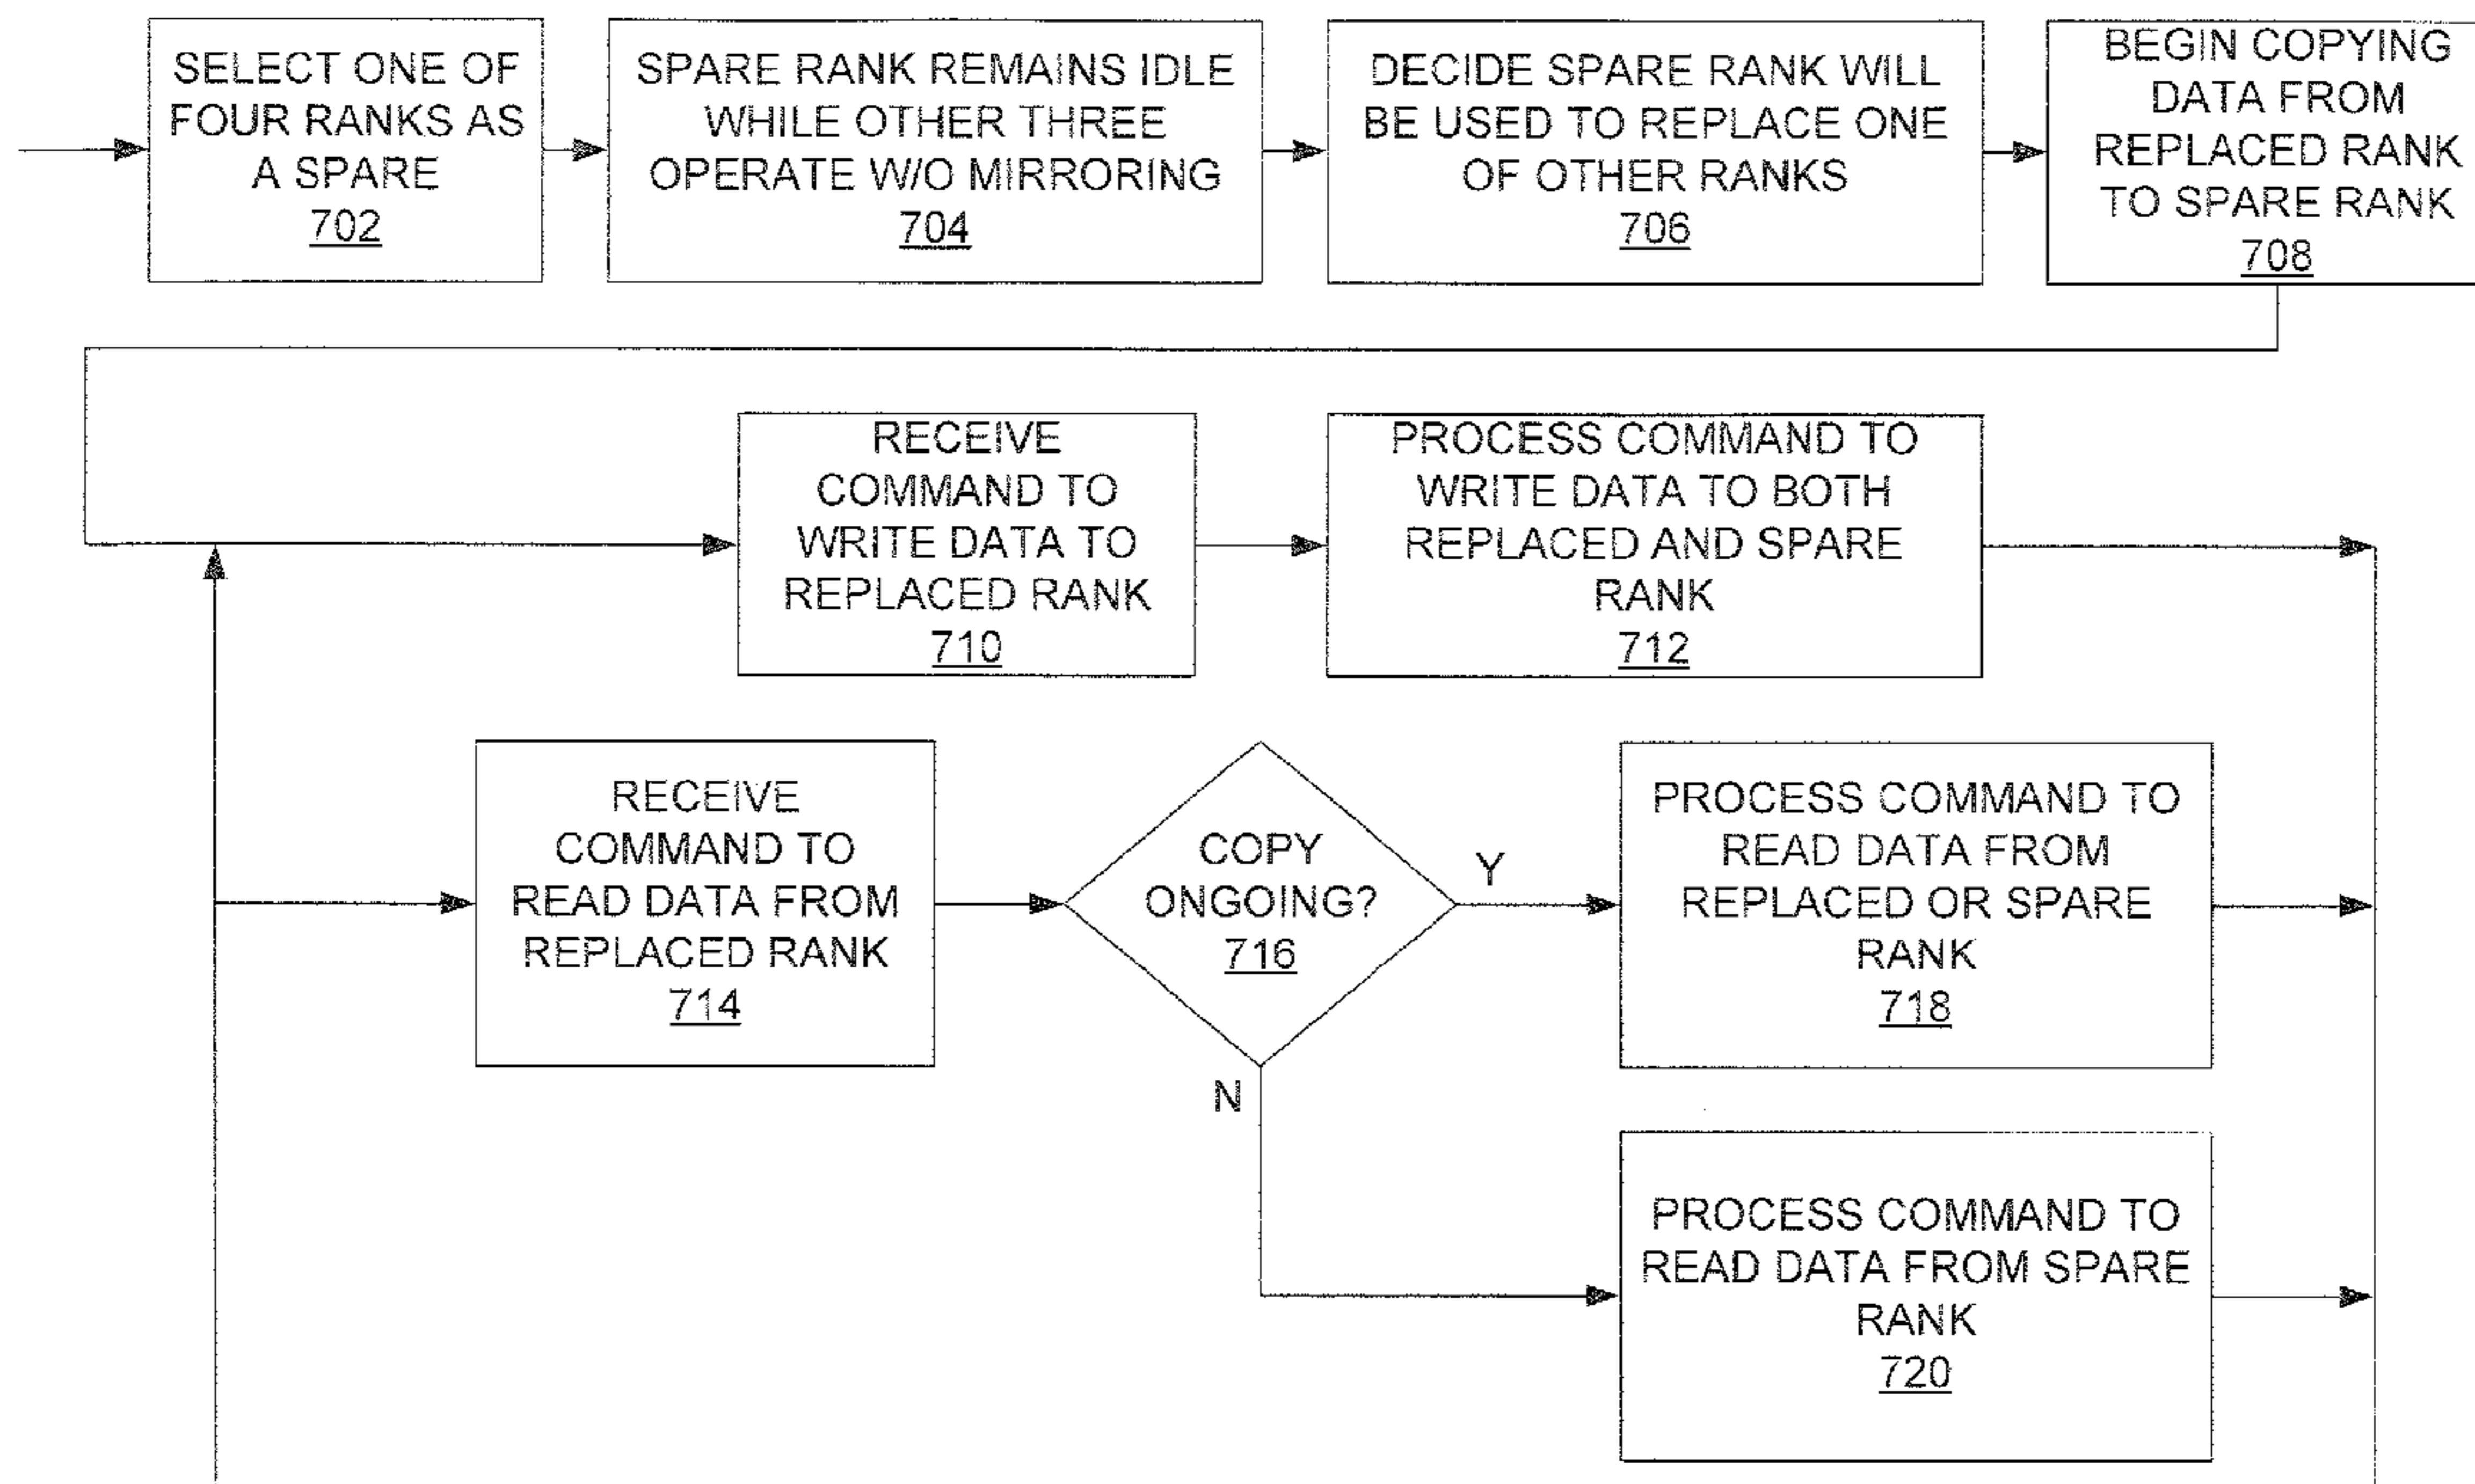 SELECT ONE OF
FOUR RANKS AS
A SPARE
702
SPARE RANK REMAINS IDLE
WHILE OTHER THREE
OPERATE W/O MIRRORING
704
DECIDE SPARE RANK WILL
BE USED TO REPLACE ONE
OF OTHER RANKS
706
BEGIN COPYING
DATA FROM
REPLACED RANK
TO SPARE RANK
708
RECEIVE
COMMAND TO
WRITE DATA TO
REPLACED RANK
710
PROCESS COMMAND TO
WRITE DATA TO BOTH
REPLACED AND SPARE
RANK
712
RECEIVE
COMMAND TO
READ DATA FROM
REPLACED RANK
714
COPY
ONGOING?
716
Y
N
PROCESS COMMAND TO
READ DATA FROM
REPLACED OR SPARE
RANK
718
PROCESS COMMAND TO
READ DATA FROM SPARE
RANK
720